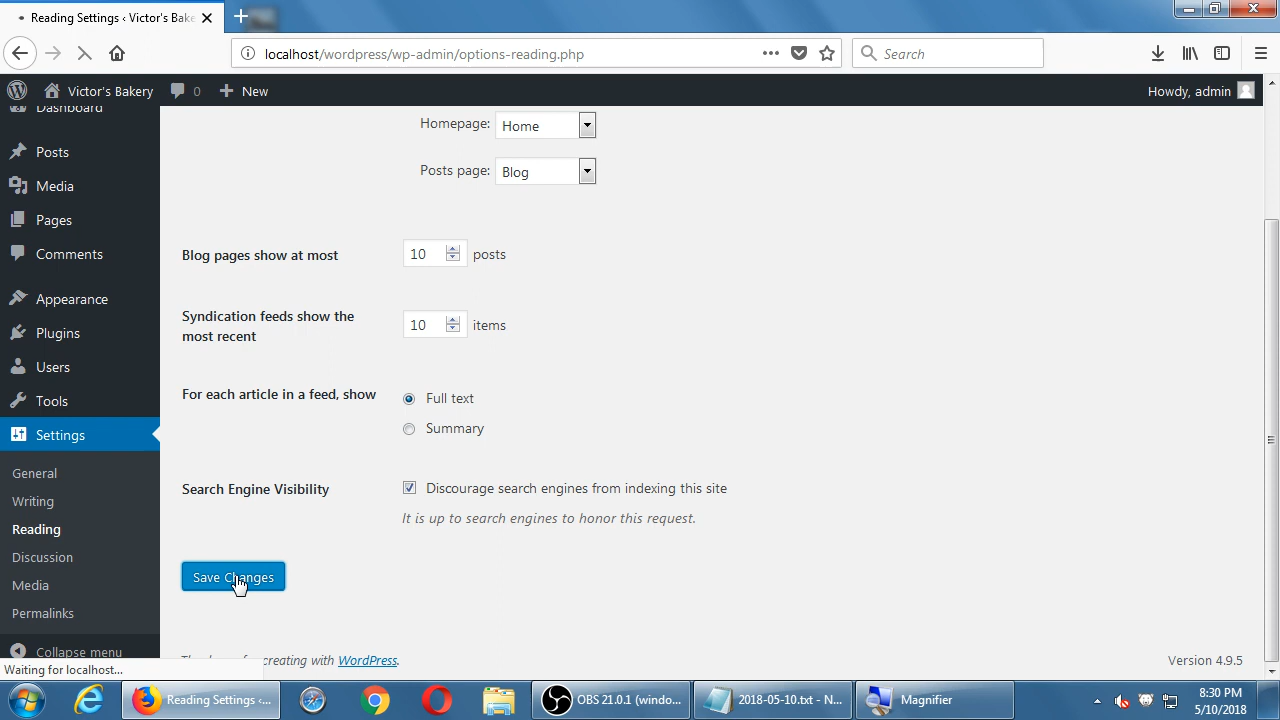 Reading Settings ‹ Victor's Bake
localhost/wordpress/wp-admin/options-reading.php
Search
Victor's Bakery
0
New
Howdy, admin
Dashboard
Posts
Media
Pages
Comments
Appearance
Plugins
Users
Tools
Settings
General
Writing
Reading
Discussion
Media
Permalinks
Collapse menu
Homepage:
Home
Posts page:
Blog
Blog pages show at most
10
posts
Syndication feeds show the
most recent
10
items
For each article in a feed, show
Full text
Summary
Search Engine Visibility
Discourage search engines from indexing this site
It is up to search engines to honor this request.
Save Changes
creating with WordPress.
Version 4.9.5
Waiting for localhost...
Reading Settings ‹...
OBS 21.0.1 (windo...
2018-05-10.txt - N...
Magnifier
8:30 PM
5/10/2018